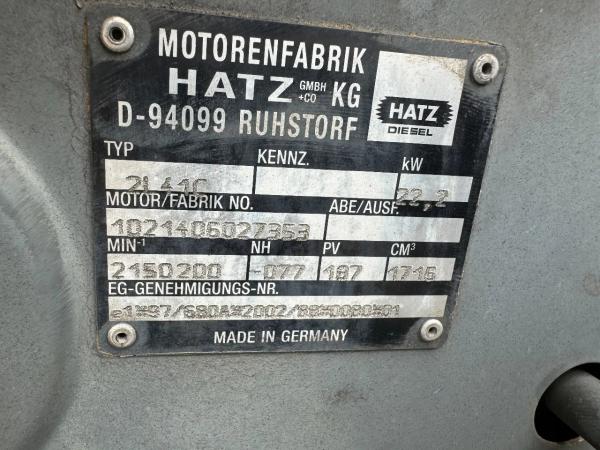 MOTORENFABRIK
HATZ GMBH +CO KG
D-94099 RUHSTORF
HATZ
DIESEL
TYP KENNZ. kW
2L41C 22,2
MOTOR/FABRIK NO. ABE/AUSF.
1021406027353
MIN-1 NH PV CM³
2150200 -077 187 1716
EG-GENEHMIGUNGS-NR.
e1*97/68DA*2002/88*0080*01
MADE IN GERMANY